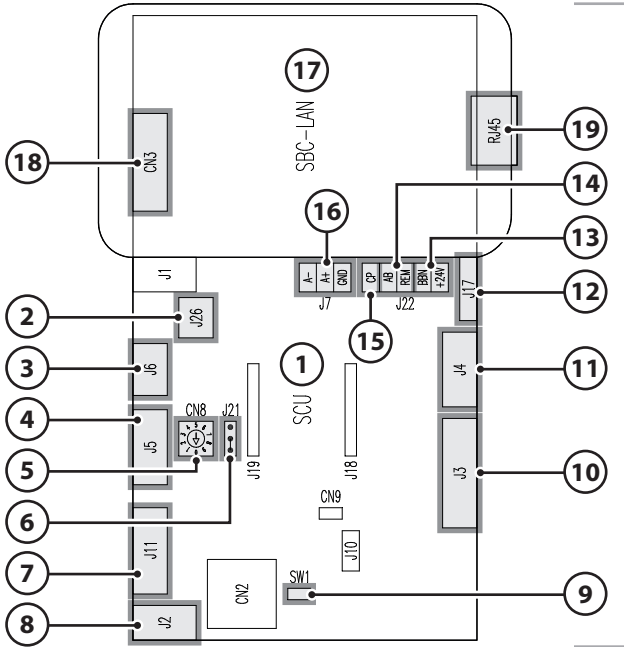 17
SBC-LAN
18
CN3
RJ45
19
14
16
13
J1
A-
A+
GND
CP
AB
REM
BBN
+24V
J17
12
J7
J22
15
2
J26
3
J6
1
SCU
J4
11
4
CN8
J21
J5
5
J19
J18
J3
10
6
CN9
J11
J10
7
CN2
SW1
9
8
J2